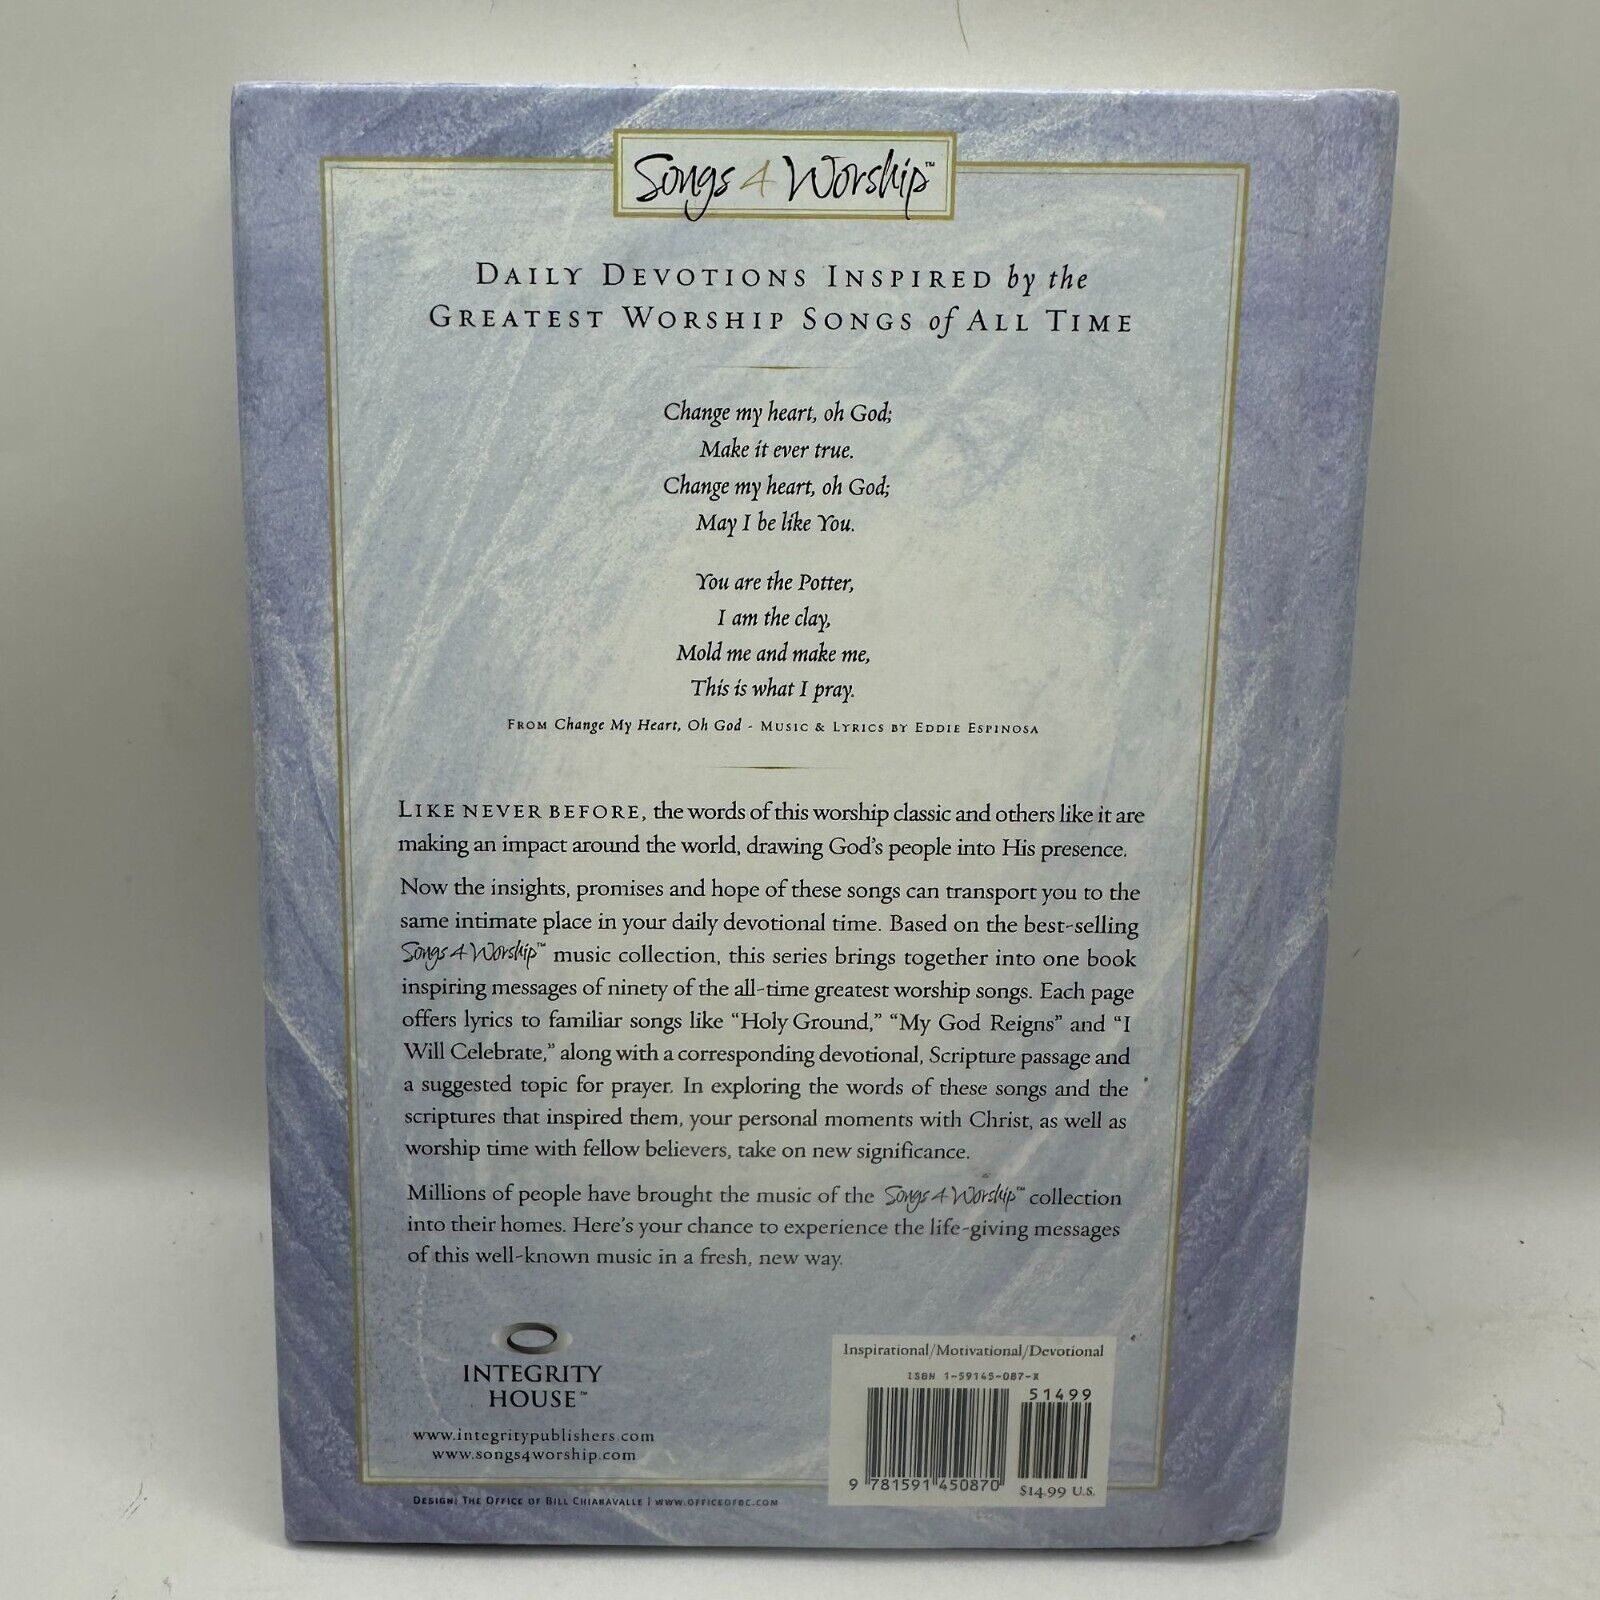 Songs 4 Worship™
DAILY DEVOTIONS INSPIRED by the
GREATEST WORSHIP SONGS of ALL TIME
Change my heart, oh God;
Make it ever true.
Change my heart, oh God;
May I be like You.
You are the Potter,
I am the clay,
Mold me and make me,
This is what I pray.
FROM Change My Heart, Oh God - MUSIC & LYRICS BY EDDIE ESPINOSA
LIKE NEVER BEFORE, the words of this worship classic and others like it are
making an impact around the world, drawing God's people into His presence.
Now the insights, promises and hope of these songs can transport you to the
same intimate place in your daily devotional time. Based on the best-selling
Songs 4 Worship™ music collection, this series brings together into one book
inspiring messages of ninety of the all-time greatest worship songs. Each page
offers lyrics to familiar songs like "Holy Ground," "My God Reigns" and "I
Will Celebrate," along with a corresponding devotional, Scripture passage and
a suggested topic for prayer. In exploring the words of these songs and the
scriptures that inspired them, your personal moments with Christ, as well as
worship time with fellow believers, take on new significance.
Millions of people have brought the music of the Songs 4 Worship™ collection
into their homes. Here's your chance to experience the life-giving messages
of this well-known music in a fresh, new way.
INTEGRITY
HOUSE™
www.integritypublishers.com
www.songs4worship.com
DESIGN: THE OFFICE OF BILL CHIARAVALLE | WWW.OFFICEOFBC.COM
Inspirational/Motivational/Devotional
ISBN 1-59145-087-X
51499
9 781591 450870
$14.99 U.S.